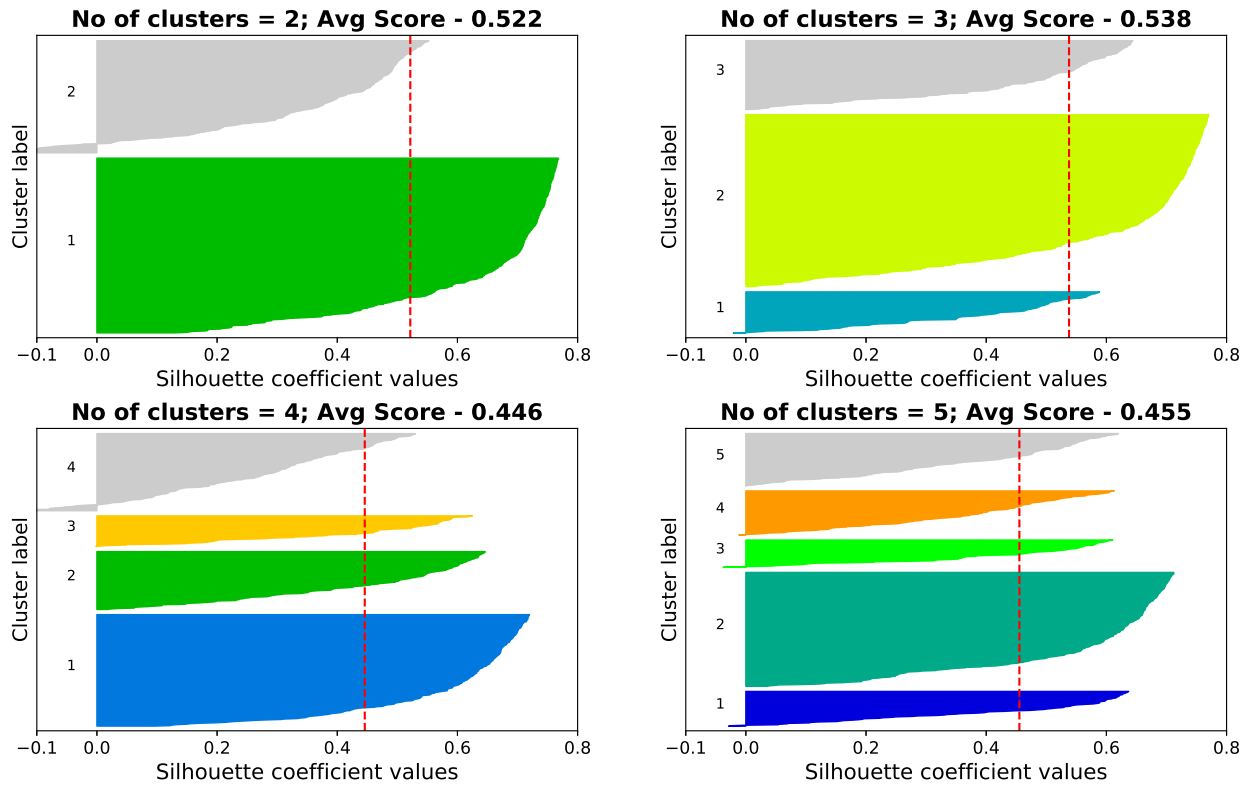 No of clusters = 2; Avg Score - 0.522
Cluster label
2
1
−0.1 0.0 0.2 0.4 0.6 0.8
Silhouette coefficient values
No of clusters = 3; Avg Score - 0.538
Cluster label
3
2
1
−0.1 0.0 0.2 0.4 0.6 0.8
Silhouette coefficient values
No of clusters = 4; Avg Score - 0.446
Cluster label
4
3
2
1
−0.1 0.0 0.2 0.4 0.6 0.8
Silhouette coefficient values
No of clusters = 5; Avg Score - 0.455
Cluster label
5
4
3
2
1
−0.1 0.0 0.2 0.4 0.6 0.8
Silhouette coefficient values